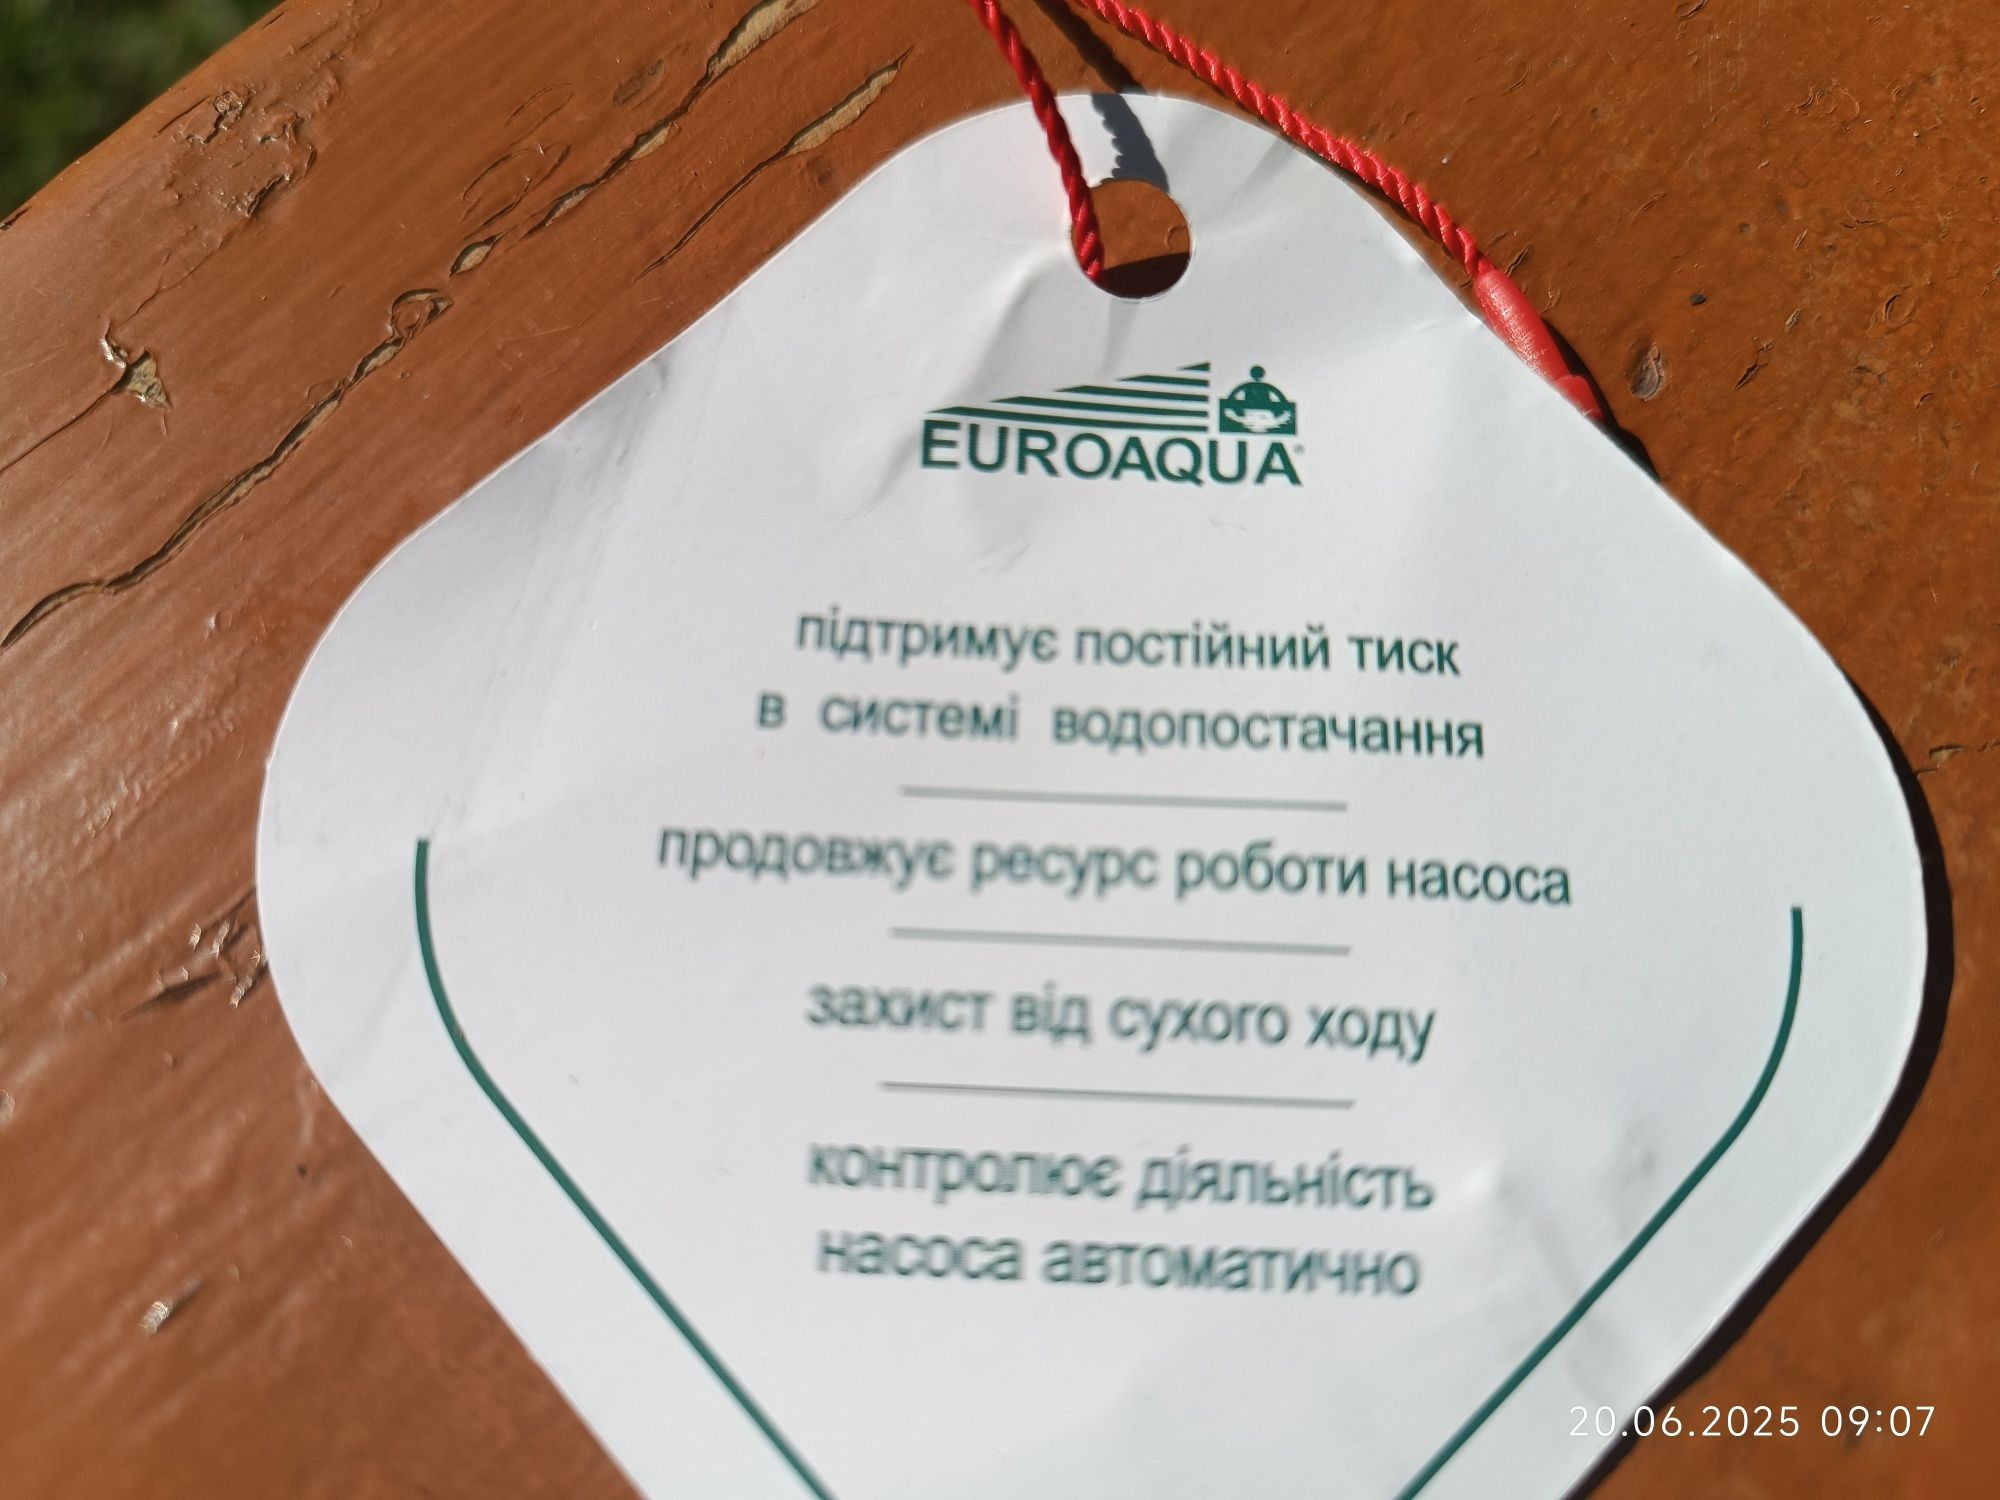 EUROAQUA®
підтримує постійний тиск
в системі водопостачання
продовжує ресурс роботи насоса
захист від сухого ходу
контролює діяльність
насоса автоматично
20.06.2025 09:07